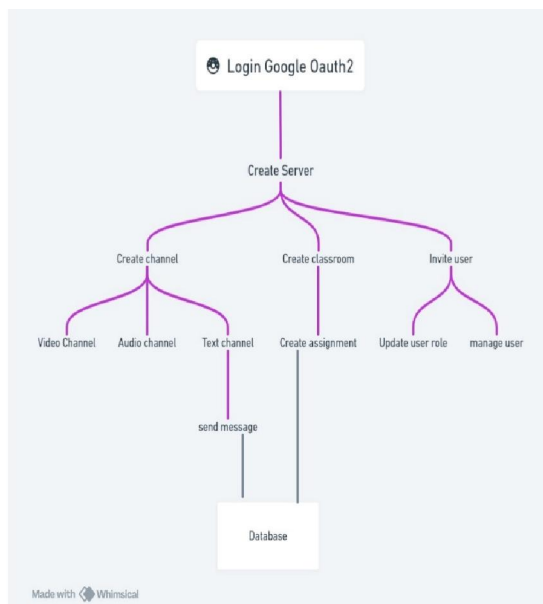 Login Google Oauth2
Create Server
Create channel
Create classroom
Invite user
Video Channel
Audio channel
Text channel
Create assignment
Update user role
manage user
send message
Database
Made with Whimsical